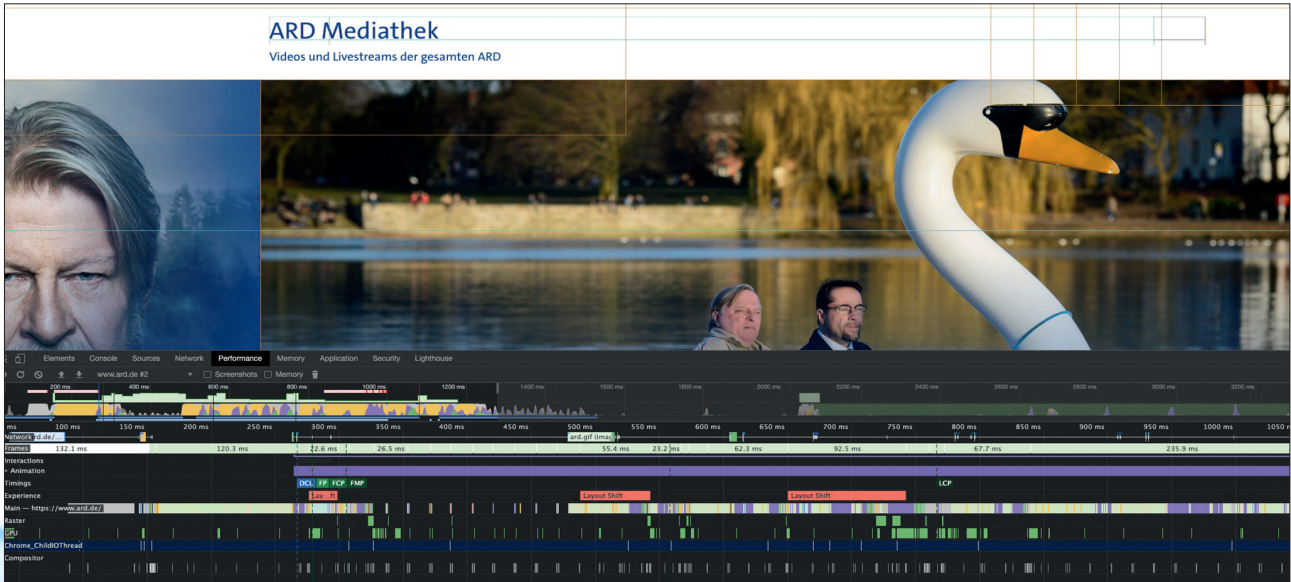 ARD Mediathek
Videos und Livestreams der gesamten ARD
Elements Console Sources Network Performance Memory Application Security Lighthouse
www.ard.de #2 Screenshots Memory
200 ms 400 ms 600 ms 800 ms 1000 ms 1200 ms 1400 ms 1600 ms 1800 ms 2000 ms 2200 ms 2400 ms 2600 ms 2800 ms 3000 ms 3200 ms
ms 100 ms 150 ms 300 ms 350 ms 400 ms 450 ms 500 ms 550 ms 600 ms 650 ms 700 ms 750 ms 800 ms 850 ms 900 ms 950 ms 1000 ms 1050 m
Network rd.de/... ard.gif (imag
Frames 132.1 ms 120.3 ms 22.6 ms 26.5 ms 55.4 ms 23.2 ms 62.3 ms 92.5 ms 67.7 ms 235.9 ms
Interactions
Animation
Timings DCL FP FCP FMP LCP
Experience Lay...ft Layout Shift Layout Shift
Main — https://www.ard.de/
Raster
GPU
Chrome_ChildIOThread
Compositor